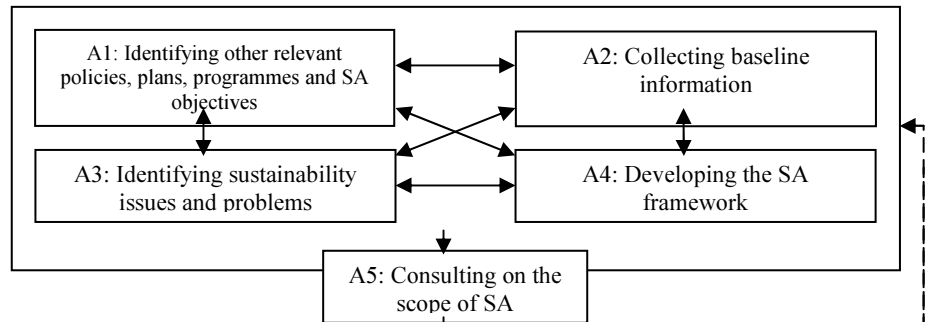 A1: Identifying other relevant
policies, plans, programmes and SA
objectives
A2: Collecting baseline
information
A3: Identifying sustainability
issues and problems
A4: Developing the SA
framework
A5: Consulting on the
scope of SA